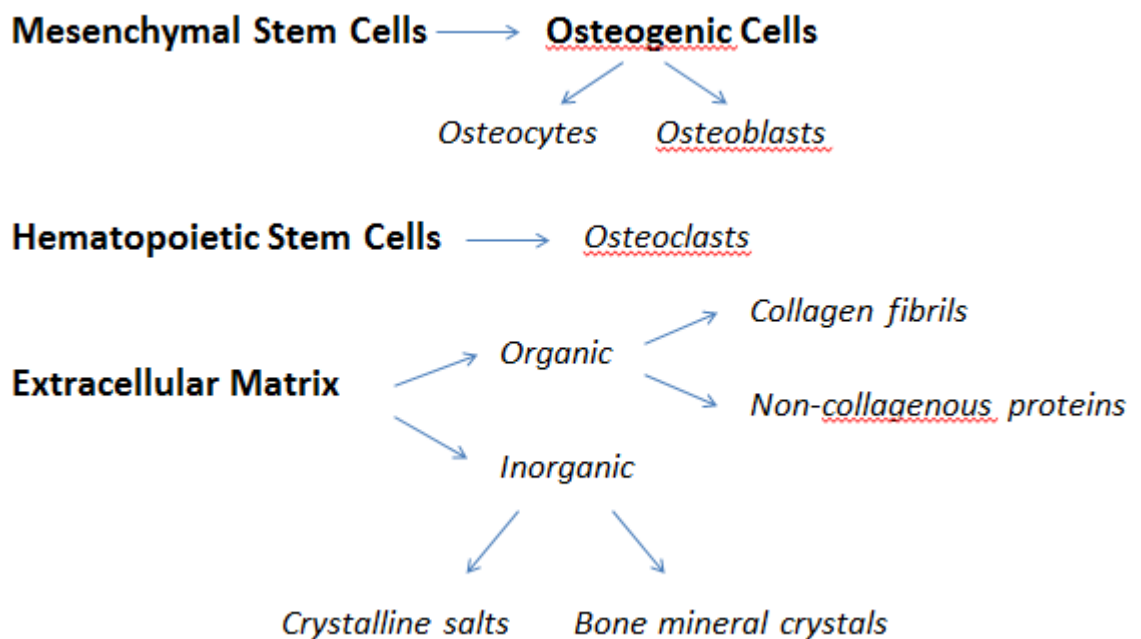 Mesenchymal Stem Cells Osteogenic Cells
Osteocytes Osteoblasts
Hematopoietic Stem Cells Osteoclasts
Collagen fibrils
Organic
Extracellular Matrix
Non-collagenous proteins
Inorganic
Crystalline salts Bone mineral crystals